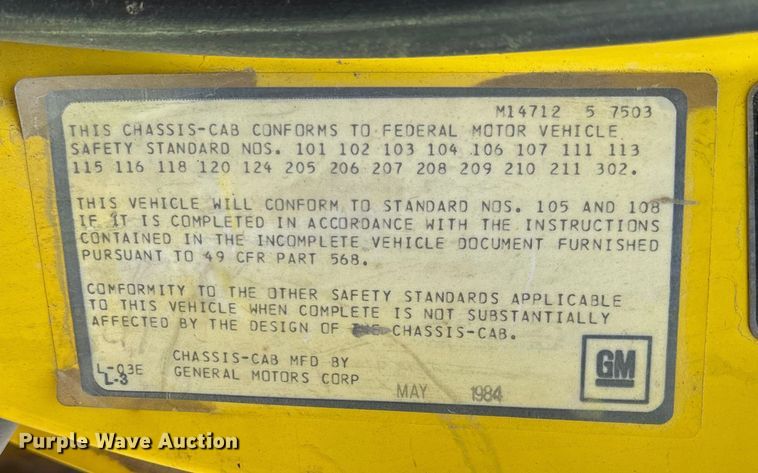 M14712 5 7503
THIS CHASSIS-CAB CONFORMS TO FEDERAL MOTOR VEHICLE
SAFETY STANDARD NOS. 101 102 103 104 106 107 111 113
115 116 118 120 124 205 206 207 208 209 210 211 302.
THIS VEHICLE WILL CONFORM TO STANDARD NOS. 105 AND 108
IF IT IS COMPLETED IN ACCORDANCE WITH THE INSTRUCTIONS
CONTAINED IN THE INCOMPLETE VEHICLE DOCUMENT FURNISHED
PURSUANT TO 49 CFR PART 568.
CONFORMITY TO THE OTHER SAFETY STANDARDS APPLICABLE
TO THIS VEHICLE WHEN COMPLETE IS NOT SUBSTANTIALLY
AFFECTED BY THE DESIGN OF THE CHASSIS-CAB.
CHASSIS-CAB MFD BY
GENERAL MOTORS CORP
L-03E
L-3
MAY 1984
GM
Purple Wave Auction